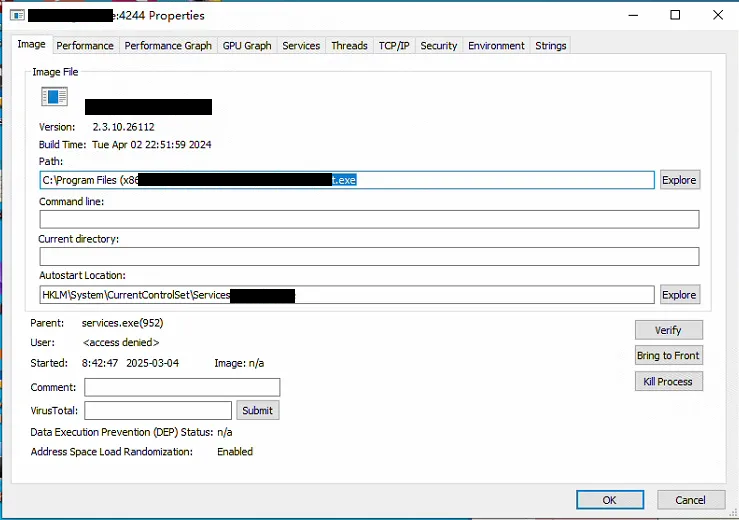 e:4244 Properties
Image Performance Performance Graph GPU Graph Services Threads TCP/IP Security Environment Strings
Image File
Version: 2.3.10.26112
Build Time: Tue Apr 02 22:51:59 2024
Path:
C:\Program Files (x86 t.exe Explore
Command line:
Current directory:
Autostart Location:
HKLM\System\CurrentControlSet\Services Explore
Parent: services.exe(952) Verify
User: <access denied>
Bring to Front
Started: 8:42:47 2025-03-04 Image: n/a
Kill Process
Comment:
VirusTotal: Submit
Data Execution Prevention (DEP) Status: n/a
Address Space Load Randomization: Enabled
OK Cancel